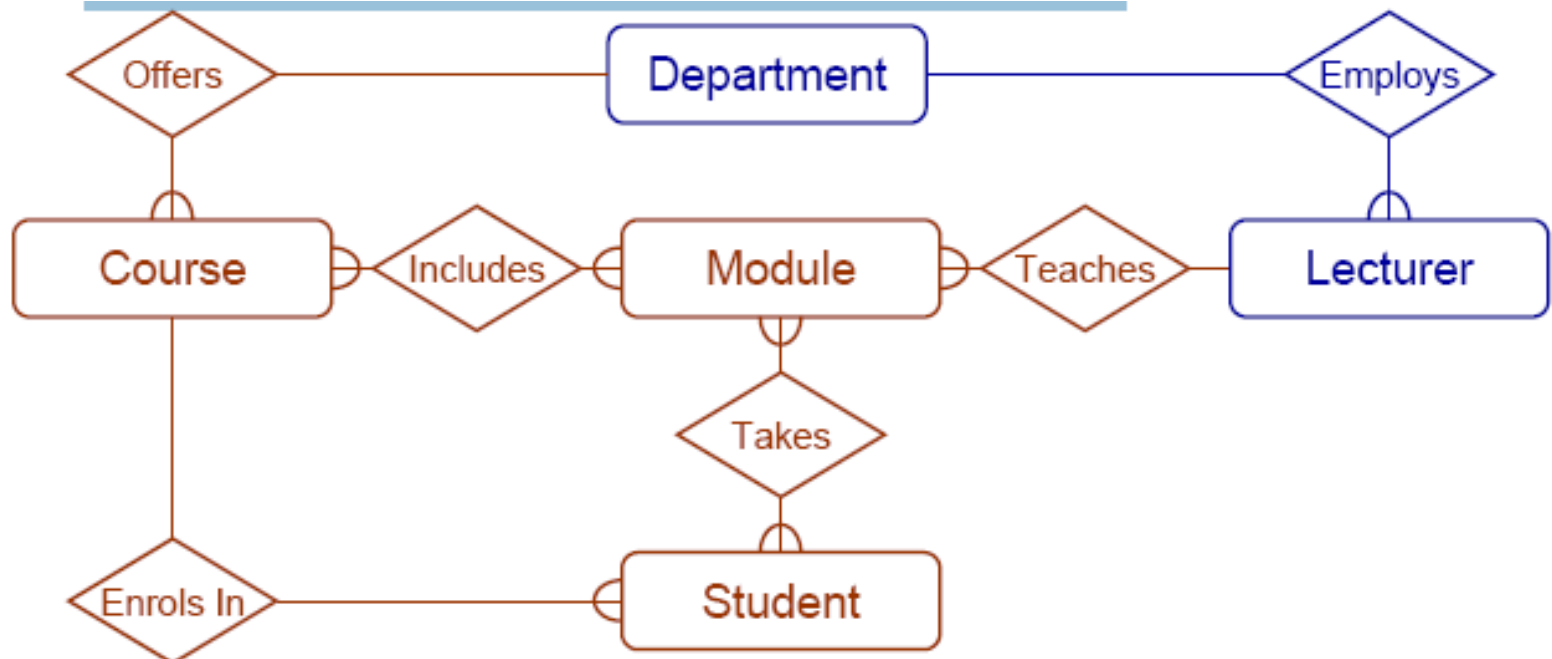 Offers
Department
Employs
Course
Includes
Module
Teaches
Lecturer
Takes
Enrols In
Student